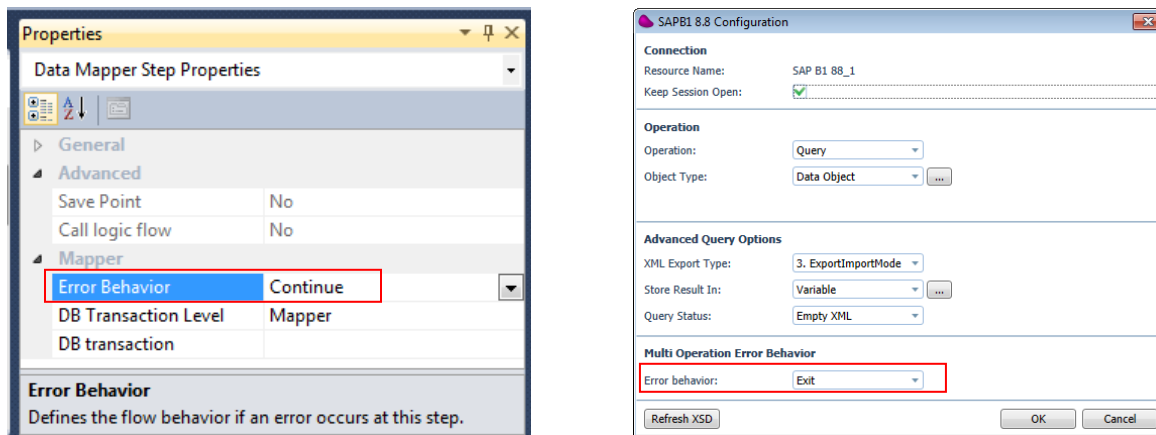 Properties
Data Mapper Step Properties
General
Advanced
Save Point No
Call logic flow No
Mapper
Error Behavior Continue
DB Transaction Level Mapper
DB transaction
Error Behavior
Defines the flow behavior if an error occurs at this step.
SAPB1 8.8 Configuration
Connection
Resource Name: SAP B1 88_1
Keep Session Open:
Operation
Operation: Query
Object Type: Data Object ...
Advanced Query Options
XML Export Type: 3. ExportImportMode
Store Result In: Variable ...
Query Status: Empty XML
Multi Operation Error Behavior
Error behavior: Exit
Refresh XSD OK Cancel